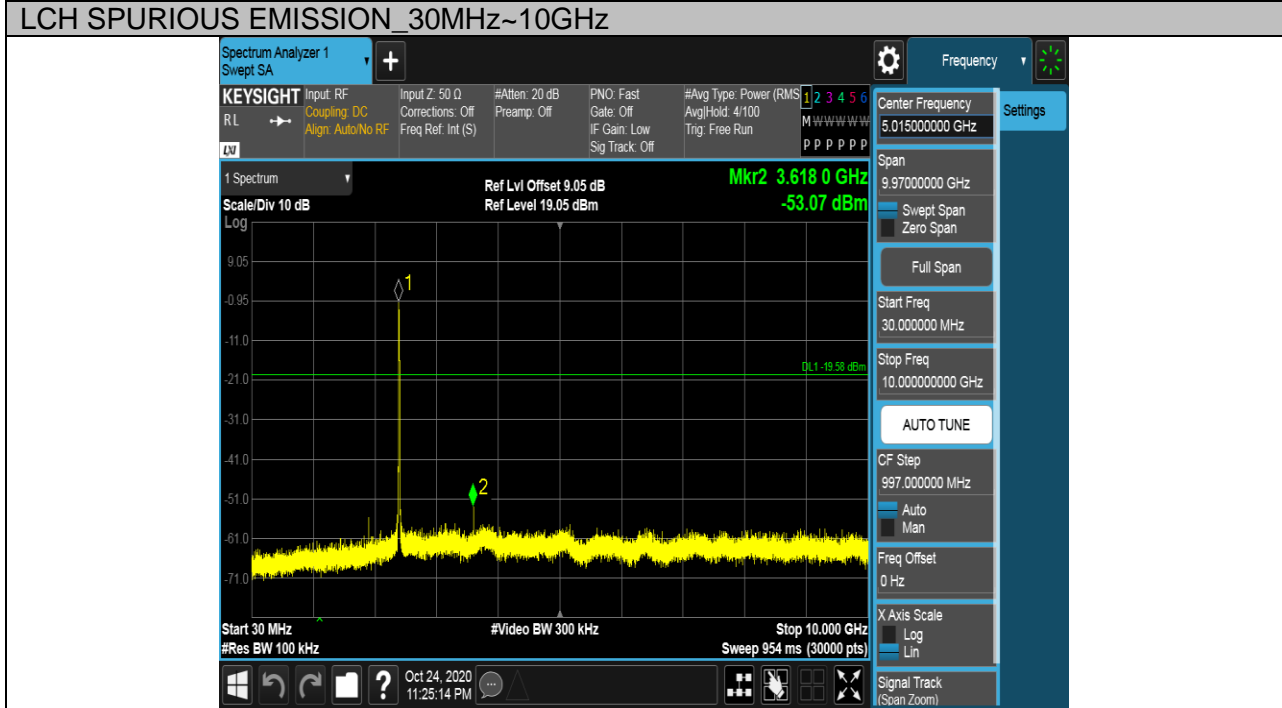 LCH SPURIOUS EMISSION_30MHz~10GHz
Spectrum Analyzer 1
Swept SA
Frequency
KEYSIGHT
RL
LXI
Input: RF
Coupling: DC
Align: Auto/No RF
Input Z: 50 Ω
Corrections: Off
Freq Ref: Int (S)
#Atten: 20 dB
Preamp: Off
PNO: Fast
Gate: Off
IF Gain: Low
Sig Track: Off
#Avg Type: Power (RMS
Avg|Hold: 4/100
Trig: Free Run
1 2 3 4 5 6
M W W W W W
P P P P P P
1 Spectrum
Scale/Div 10 dB
Log
Ref Lvl Offset 9.05 dB
Ref Level 19.05 dBm
Mkr2 3.618 0 GHz
-53.07 dBm
9.05
-0.95
-11.0
-21.0
-31.0
-41.0
-51.0
-61.0
-71.0
1
DL1 -19.58 dBm
2
Start 30 MHz
#Res BW 100 kHz
#Video BW 300 kHz
Stop 10.000 GHz
Sweep 954 ms (30000 pts)
Oct 24, 2020
11:25:14 PM
Center Frequency
5.015000000 GHz
Settings
Span
9.97000000 GHz
Swept Span
Zero Span
Full Span
Start Freq
30.000000 MHz
Stop Freq
10.000000000 GHz
AUTO TUNE
CF Step
997.000000 MHz
Auto
Man
Freq Offset
0 Hz
X Axis Scale
Log
Lin
Signal Track
(Span Zoom)